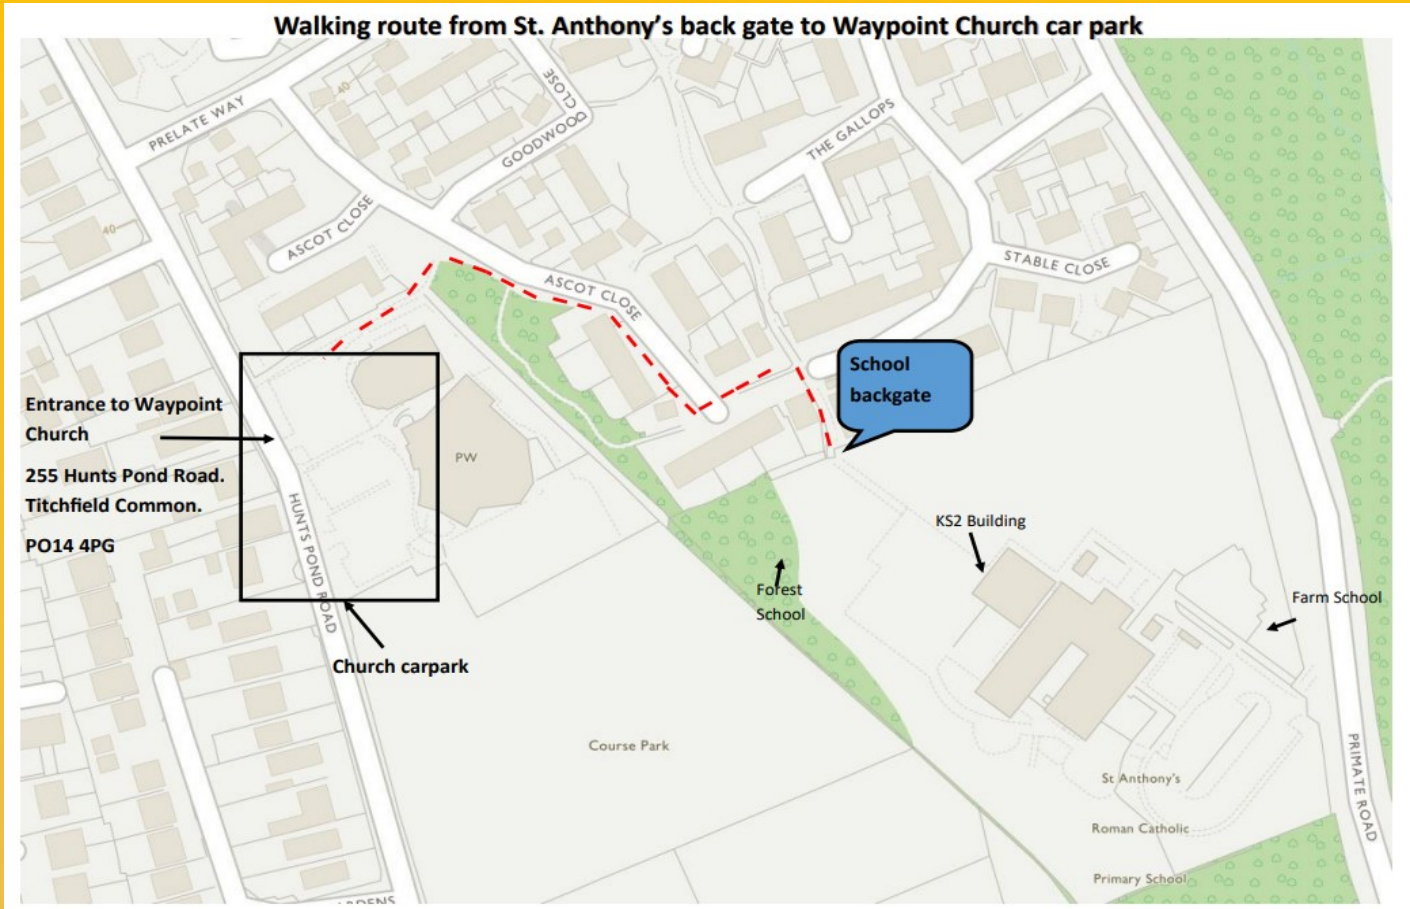 Walking route from St. Anthony's back gate to Waypoint Church car park
PRELATE WAY
40
GOODWOOD CLOSE
THE GALLOPS
ASCOT CLOSE
40
STABLE CLOSE
ASCOT CLOSE
School
backgate
Entrance to Waypoint
Church
255 Hunts Pond Road.
Titchfield Common.
PO14 4PG
PW
HUNTS POND ROAD
KS2 Building
Forest
School
Farm School
Church carpark
Course Park
PRIMATE ROAD
St Anthony's
Roman Catholic
Primary School